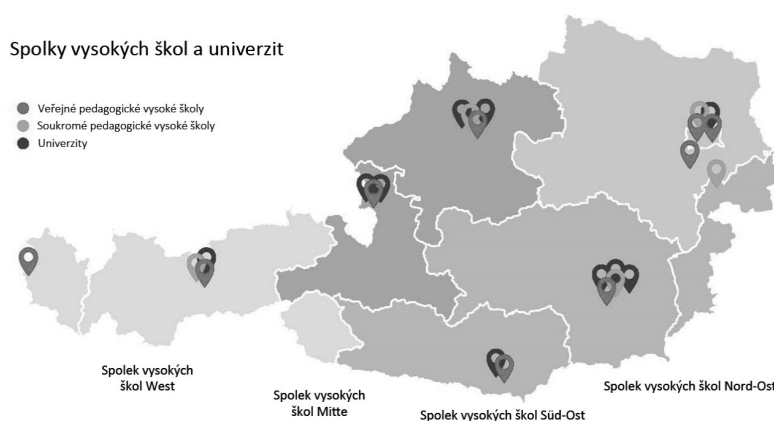 Spolky vysokých škol a univerzit
Veřejné pedagogické vysoké školy
Soukromé pedagogické vysoké školy
Univerzity
Spolek vysokých
škol West
Spolek vysokých
škol Mitte
Spolek vysokých škol Süd-Ost
Spolek vysokých škol Nord-Ost